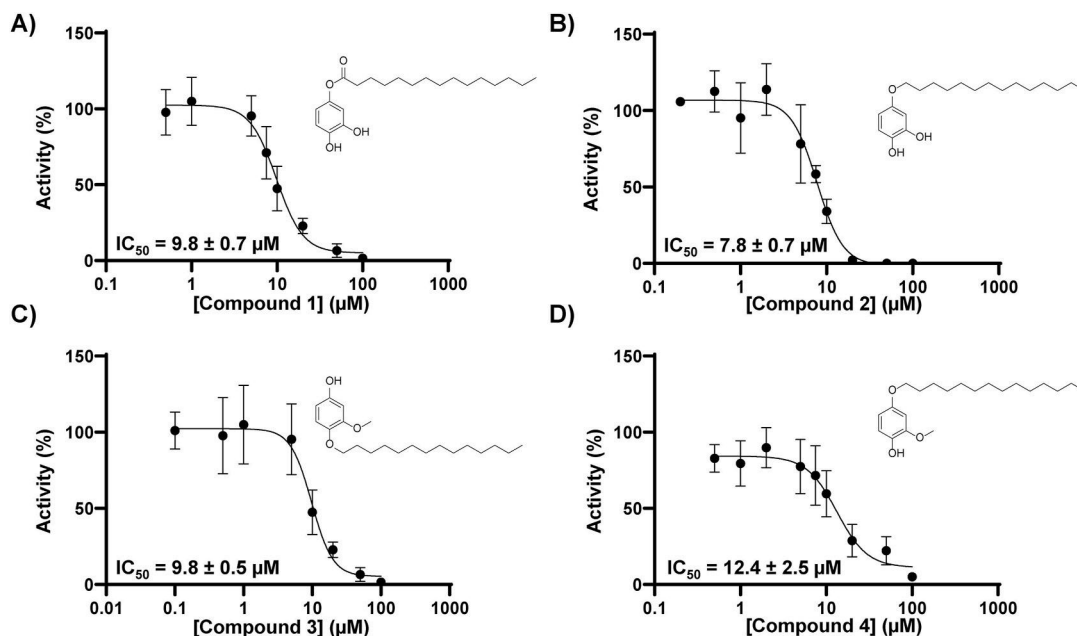 A)
150
100
50
0
Activity (%)
O
O
OH
OH
IC50 = 9.8 ± 0.7 µM
0.1 1 10 100 1000
[Compound 1] (µM)
B)
150
100
50
0
Activity (%)
O
OH
OH
IC50 = 7.8 ± 0.7 µM
0.1 1 10 100 1000
[Compound 2] (µM)
C)
150
100
50
0
Activity (%)
OH
O
O
IC50 = 9.8 ± 0.5 µM
0.01 0.1 1 10 100 1000
[Compound 3] (µM)
D)
150
100
50
0
Activity (%)
O
O
OH
IC50 = 12.4 ± 2.5 µM
0.1 1 10 100 1000
[Compound 4] (µM)